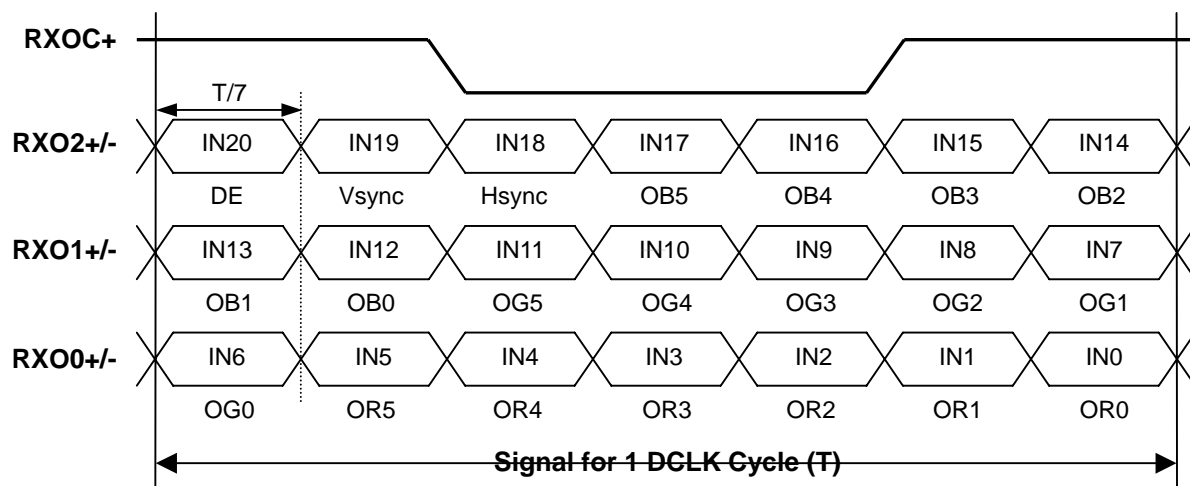 RXOC+
T/7
RXO2+/- IN20 IN19 IN18 IN17 IN16 IN15 IN14
DE Vsync Hsync OB5 OB4 OB3 OB2
RXO1+/- IN13 IN12 IN11 IN10 IN9 IN8 IN7
OB1 OB0 OG5 OG4 OG3 OG2 OG1
RXO0+/- IN6 IN5 IN4 IN3 IN2 IN1 IN0
OG0 OR5 OR4 OR3 OR2 OR1 OR0
Signal for 1 DCLK Cycle (T)